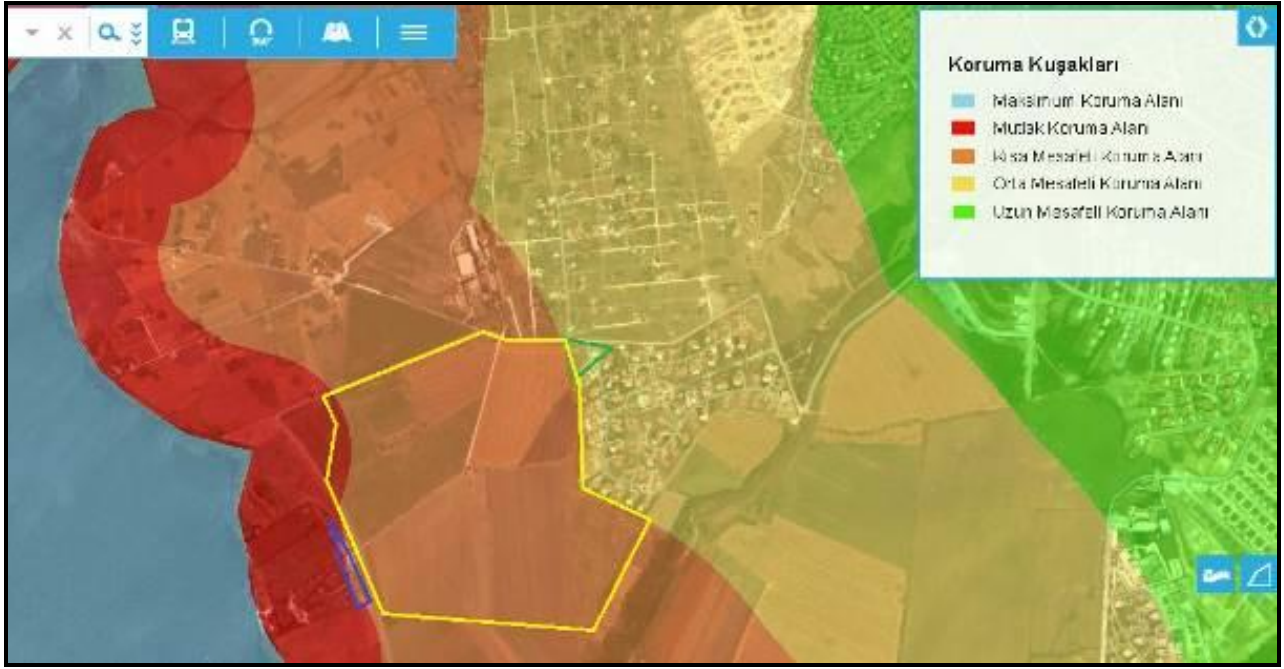 Koruma Kuşakları
Maksimum Koruma Alanı
Mutlak Koruma Alanı
Kısa Mesafeli Koruma Alanı
Orta Mesafeli Koruma Alanı
Uzun Mesafeli Koruma Alanı